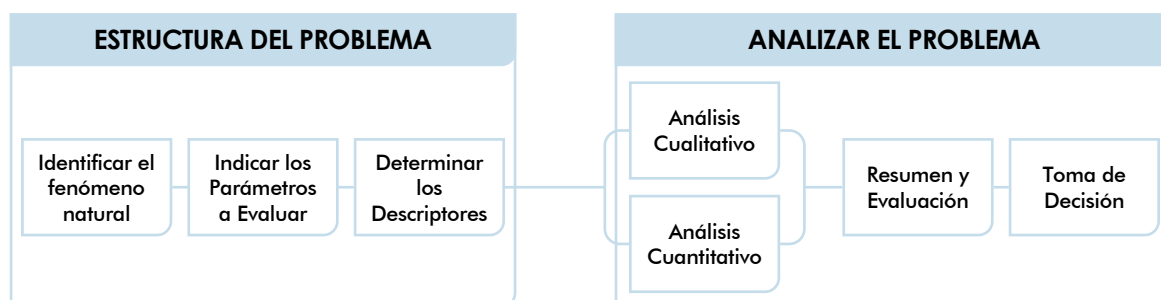 ESTRUCTURA DEL PROBLEMA
Identificar el
fenómeno
natural
Indicar los
Parámetros
a Evaluar
Determinar
los
Descriptores
ANALIZAR EL PROBLEMA
Análisis
Cualitativo
Análisis
Cuantitativo
Resumen y
Evaluación
Toma de
Decisión